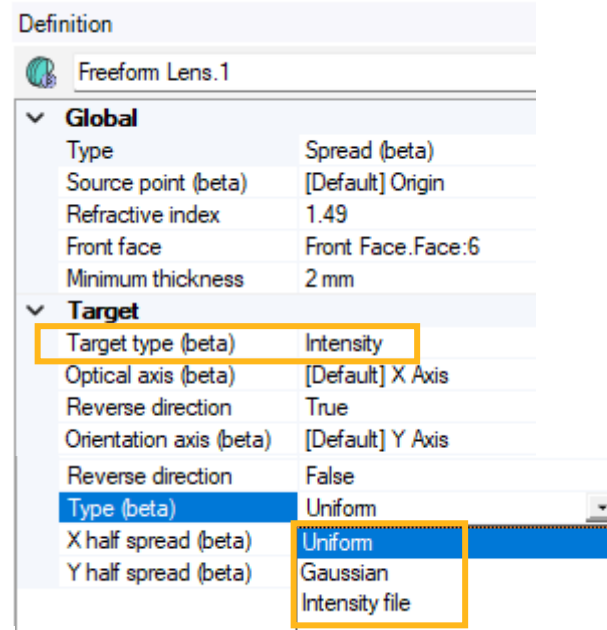 Definition
Freeform Lens.1
Global
Type Spread (beta)
Source point (beta) [Default] Origin
Refractive index 1.49
Front face Front Face.Face:6
Minimum thickness 2 mm
Target
Target type (beta) Intensity
Optical axis (beta) [Default] X Axis
Reverse direction True
Orientation axis (beta) [Default] Y Axis
Reverse direction False
Type (beta) Uniform
X half spread (beta) Uniform
Y half spread (beta) Gaussian
Intensity file